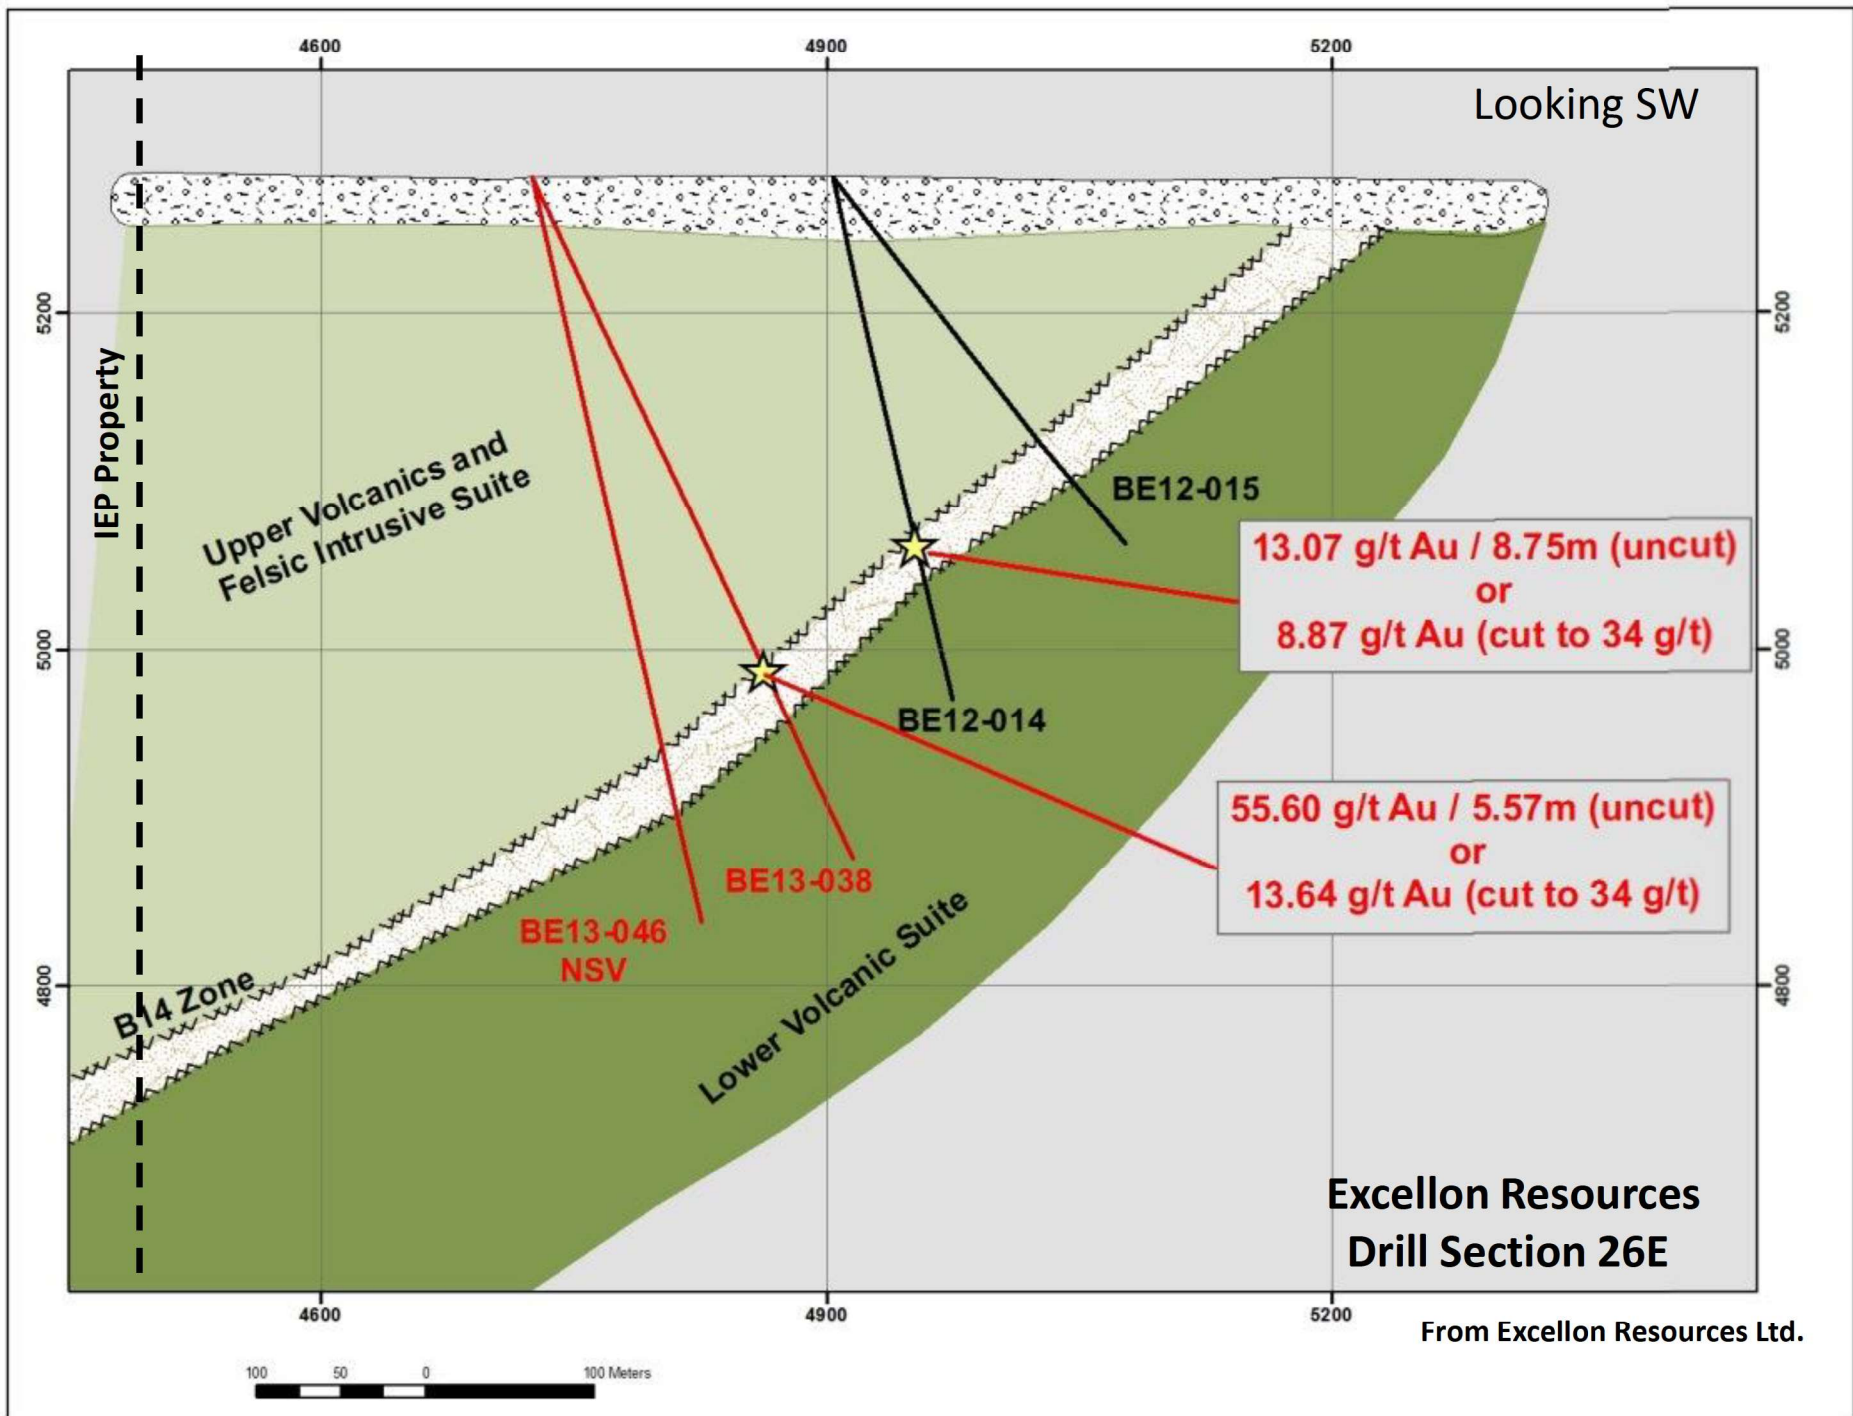 4600 4900 5200
Looking SW
5200 5200
IEP Property
Upper Volcanics and
Felsic Intrusive Suite
BE12-015
13.07 g/t Au / 8.75m (uncut)
or
8.87 g/t Au (cut to 34 g/t)
5000 5000
BE12-014
55.60 g/t Au / 5.57m (uncut)
or
13.64 g/t Au (cut to 34 g/t)
BE13-038
BE13-046
NSV
Lower Volcanic Suite
B14 Zone
4800 4800
Excellon Resources
Drill Section 26E
4600 4900 5200
From Excellon Resources Ltd.
100 50 0 100 Meters